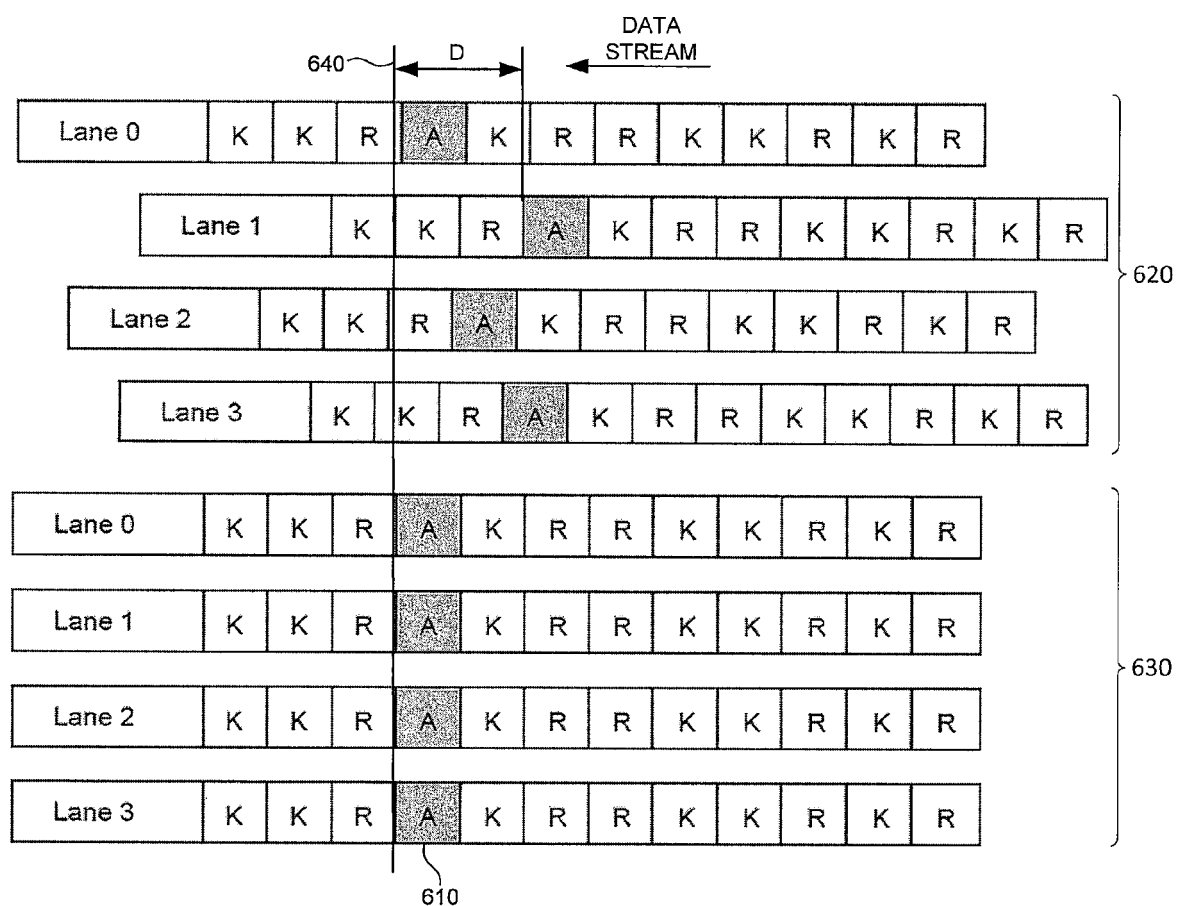 DATA
STREAM
640
D
Lane 0 K K R A K R R K K R K R
Lane 1 K K R A K R R K K R K R
Lane 2 K K R A K R R K K R K R
Lane 3 K K R A K R R K K R K R
620
Lane 0 K K R A K R R K K R K R
Lane 1 K K R A K R R K K R K R
Lane 2 K K R A K R R K K R K R
Lane 3 K K R A K R R K K R K R
630
610